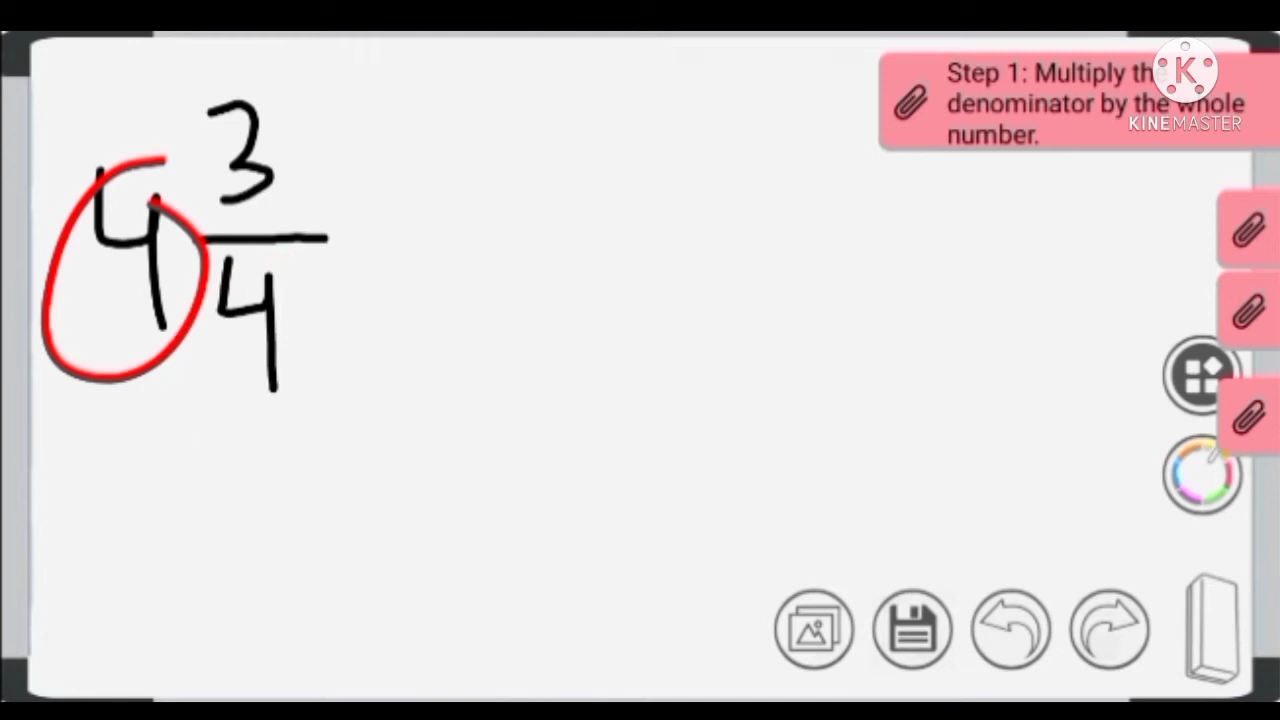 Step 1: Multiply the
denominator by the whole
number.
K
KINEMASTER
4 3/4